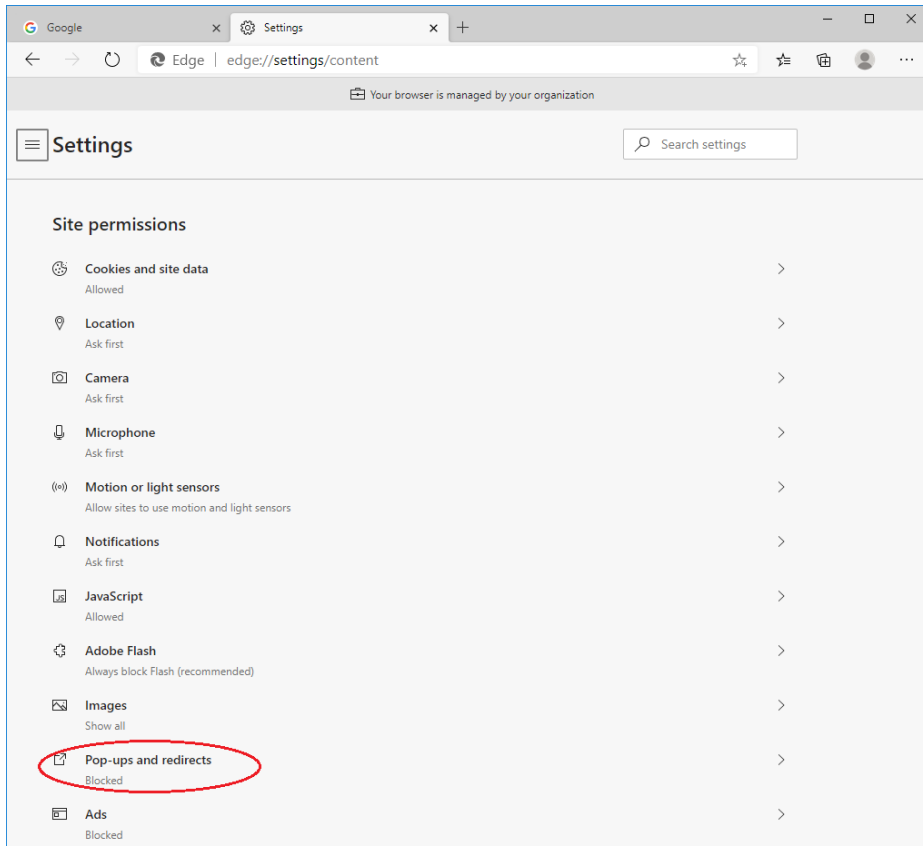 Google
Settings
Edge
edge://settings/content
Your browser is managed by your organization
Settings
Search settings
Site permissions
Cookies and site data
Allowed
Location
Ask first
Camera
Ask first
Microphone
Ask first
Motion or light sensors
Allow sites to use motion and light sensors
Notifications
Ask first
JS
JavaScript
Allowed
Adobe Flash
Always block Flash (recommended)
Images
Show all
Pop-ups and redirects
Blocked
Ads
Blocked